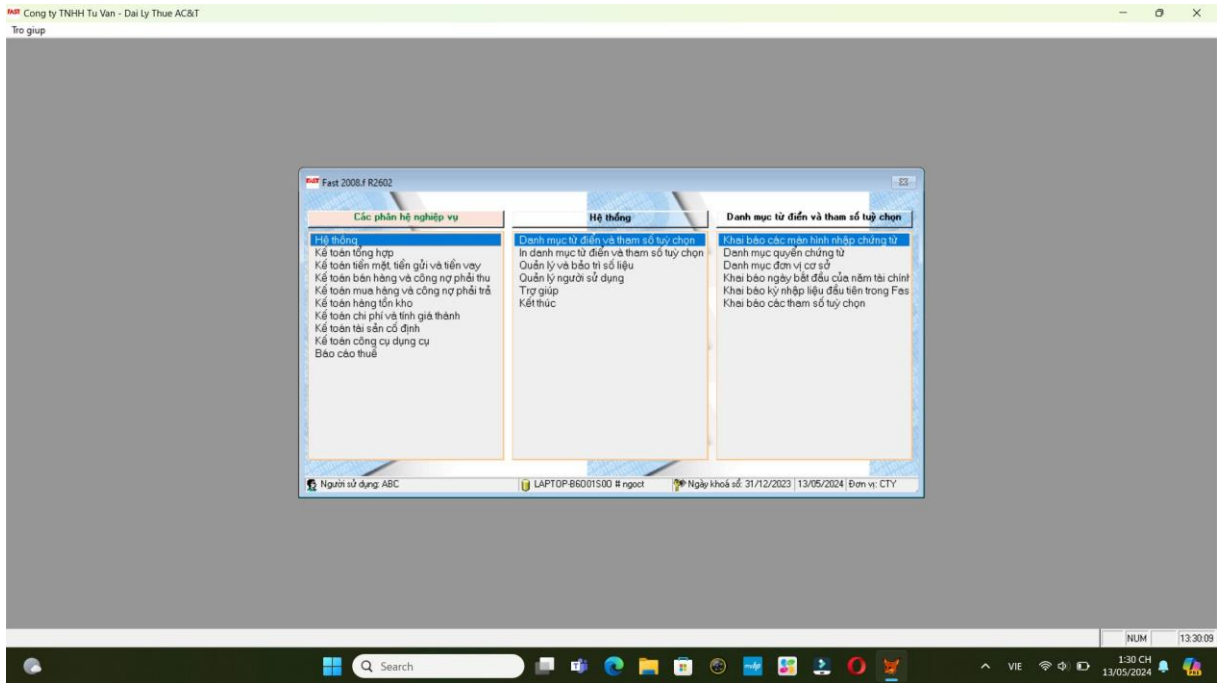 FAST Cong ty TNHH Tu Van - Dai Ly Thue AC&T
Tro giup
FAST Fast 2008.f R2602
Các phân hệ nghiệp vụ
Hệ thống
Kế toán tổng hợp
Kế toán tiền mặt, tiền gửi và tiền vay
Kế toán bán hàng và công nợ phải thu
Kế toán mua hàng và công nợ phải trả
Kế toán hàng tồn kho
Kế toán chi phí và tính giá thành
Kế toán tài sản cố định
Kế toán công cụ dụng cụ
Báo cáo thuế
Hệ thống
Danh mục từ điển và tham số tuỳ chọn
In danh mục từ điển và tham số tuỳ chọn
Quản lý và bảo trì số liệu
Quản lý người sử dụng
Trợ giúp
Kết thúc
Danh mục từ điển và tham số tuỳ chọn
Khai báo các màn hình nhập chứng từ
Danh mục quyển chứng từ
Danh mục đơn vị cơ sở
Khai báo ngày bắt đầu của năm tài chính
Khai báo kỳ nhập liệu đầu tiên trong Fas
Khai báo các tham số tuỳ chọn
Người sử dụng: ABC LAPTOP-B6O01S00 # ngoct Ngày khoá sổ: 31/12/2023 13/05/2024 Đơn vị: CTY
NUM 13:30:09
Search VIE 1:30 CH
13/05/2024